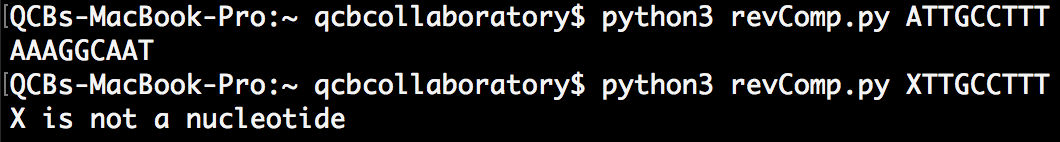 [QCBs-MacBook-Pro:~ qcbcollaboratory$ python3 revComp.py ATTGCCTTT
AAAGGCAAT
[QCBs-MacBook-Pro:~ qcbcollaboratory$ python3 revComp.py XTTGCCTTT
X is not a nucleotide